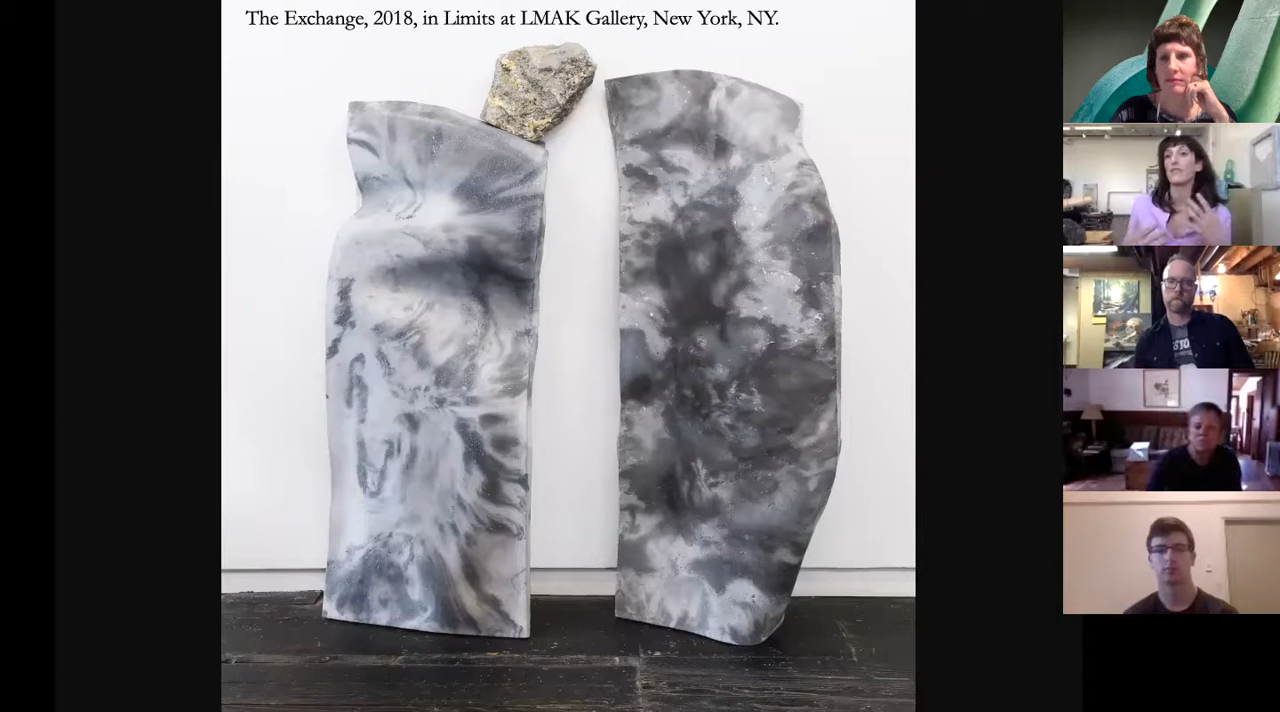 The Exchange, 2018, in Limits at LMAK Gallery, New York, NY.